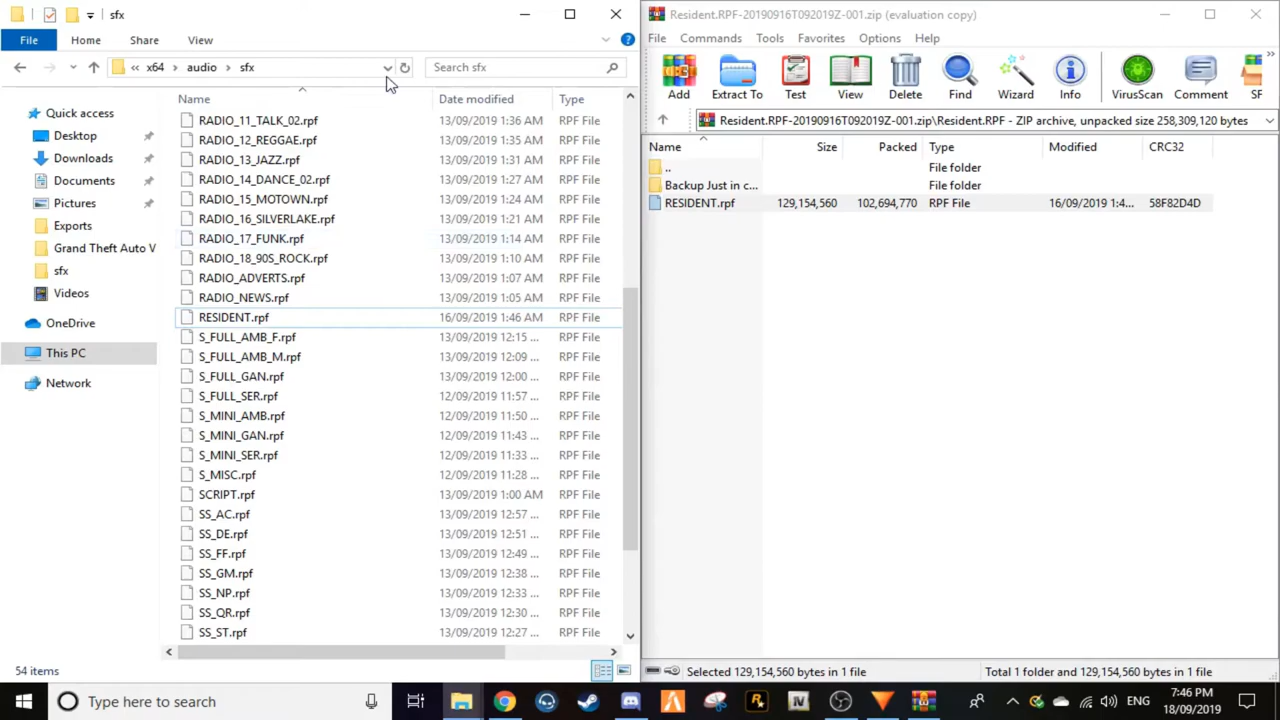 sfx
File Home Share View
x64 audio sfx
Search sfx
Quick access
Desktop
Downloads
Documents
Pictures
Exports
Grand Theft Auto V
sfx
Videos
OneDrive
This PC
Network
Name Date modified Type
RADIO_11_TALK_02.rpf 13/09/2019 1:36 AM RPF File
RADIO_12_REGGAE.rpf 13/09/2019 1:35 AM RPF File
RADIO_13_JAZZ.rpf 13/09/2019 1:31 AM RPF File
RADIO_14_DANCE_02.rpf 13/09/2019 1:27 AM RPF File
RADIO_15_MOTOWN.rpf 13/09/2019 1:24 AM RPF File
RADIO_16_SILVERLAKE.rpf 13/09/2019 1:21 AM RPF File
RADIO_17_FUNK.rpf 13/09/2019 1:14 AM RPF File
RADIO_18_90S_ROCK.rpf 13/09/2019 1:10 AM RPF File
RADIO_ADVERTS.rpf 13/09/2019 1:07 AM RPF File
RADIO_NEWS.rpf 13/09/2019 1:05 AM RPF File
RESIDENT.rpf 16/09/2019 1:46 AM RPF File
S_FULL_AMB_F.rpf 13/09/2019 12:15 ... RPF File
S_FULL_AMB_M.rpf 13/09/2019 12:09 ... RPF File
S_FULL_GAN.rpf 13/09/2019 12:00 ... RPF File
S_FULL_SER.rpf 12/09/2019 11:57 ... RPF File
S_MINI_AMB.rpf 12/09/2019 11:50 ... RPF File
S_MINI_GAN.rpf 12/09/2019 11:43 ... RPF File
S_MINI_SER.rpf 12/09/2019 11:33 ... RPF File
S_MISC.rpf 12/09/2019 11:28 ... RPF File
SCRIPT.rpf 13/09/2019 1:00 AM RPF File
SS_AC.rpf 13/09/2019 12:57 ... RPF File
SS_DE.rpf 13/09/2019 12:51 ... RPF File
SS_FF.rpf 13/09/2019 12:49 ... RPF File
SS_GM.rpf 13/09/2019 12:38 ... RPF File
SS_NP.rpf 13/09/2019 12:33 ... RPF File
SS_QR.rpf 13/09/2019 12:30 ... RPF File
SS_ST.rpf 13/09/2019 12:27 ... RPF File
54 items
Resident.RPF-20190916T092019Z-001.zip (evaluation copy)
File Commands Tools Favorites Options Help
Add Extract To Test View Delete Find Wizard Info VirusScan Comment SF
Resident.RPF-20190916T092019Z-001.zip\Resident.RPF - ZIP archive, unpacked size 258,309,120 bytes
Name Size Packed Type Modified CRC32
.. File folder
Backup Just in c... File folder
RESIDENT.rpf 129,154,560 102,694,770 RPF File 16/09/2019 1:4... 58F82D4D
Selected 129,154,560 bytes in 1 file Total 1 folder and 129,154,560 bytes in 1 file
Type here to search
ENG
7:46 PM
18/09/2019